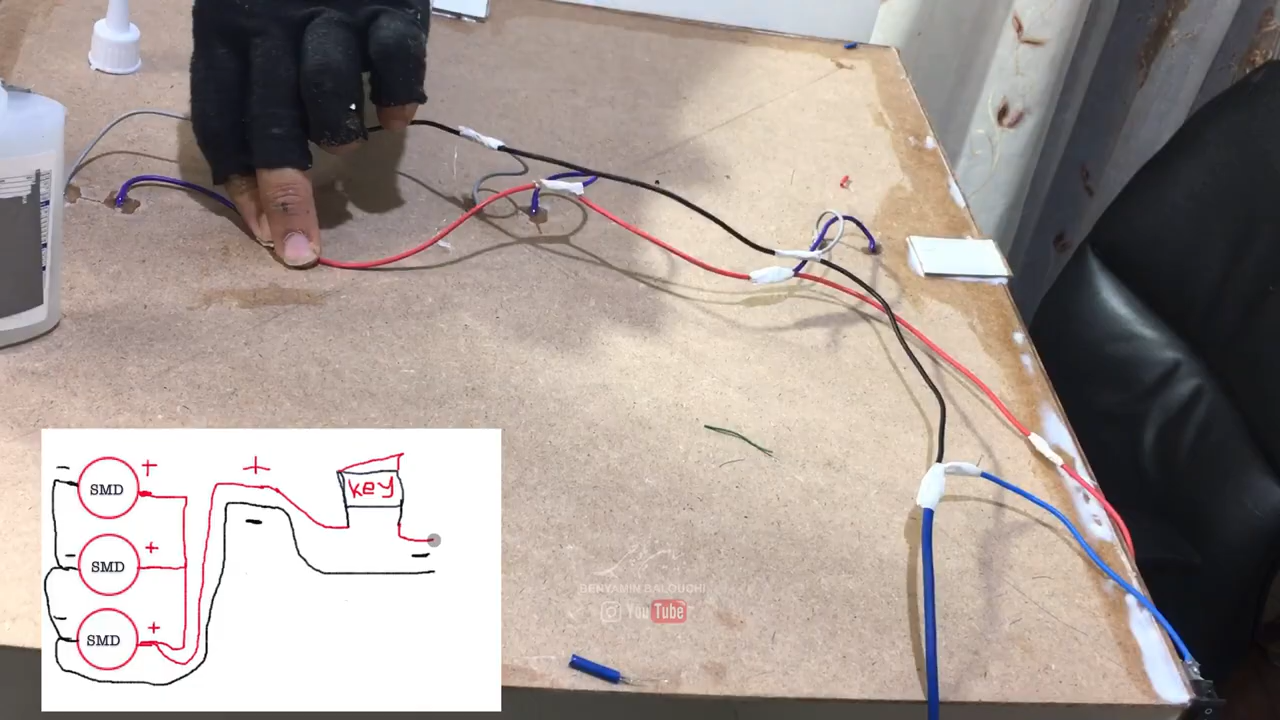 - SMD +
+ key
- SMD +
-
-
- SMD +
BENYAMIN BALOUCHI
YouTube